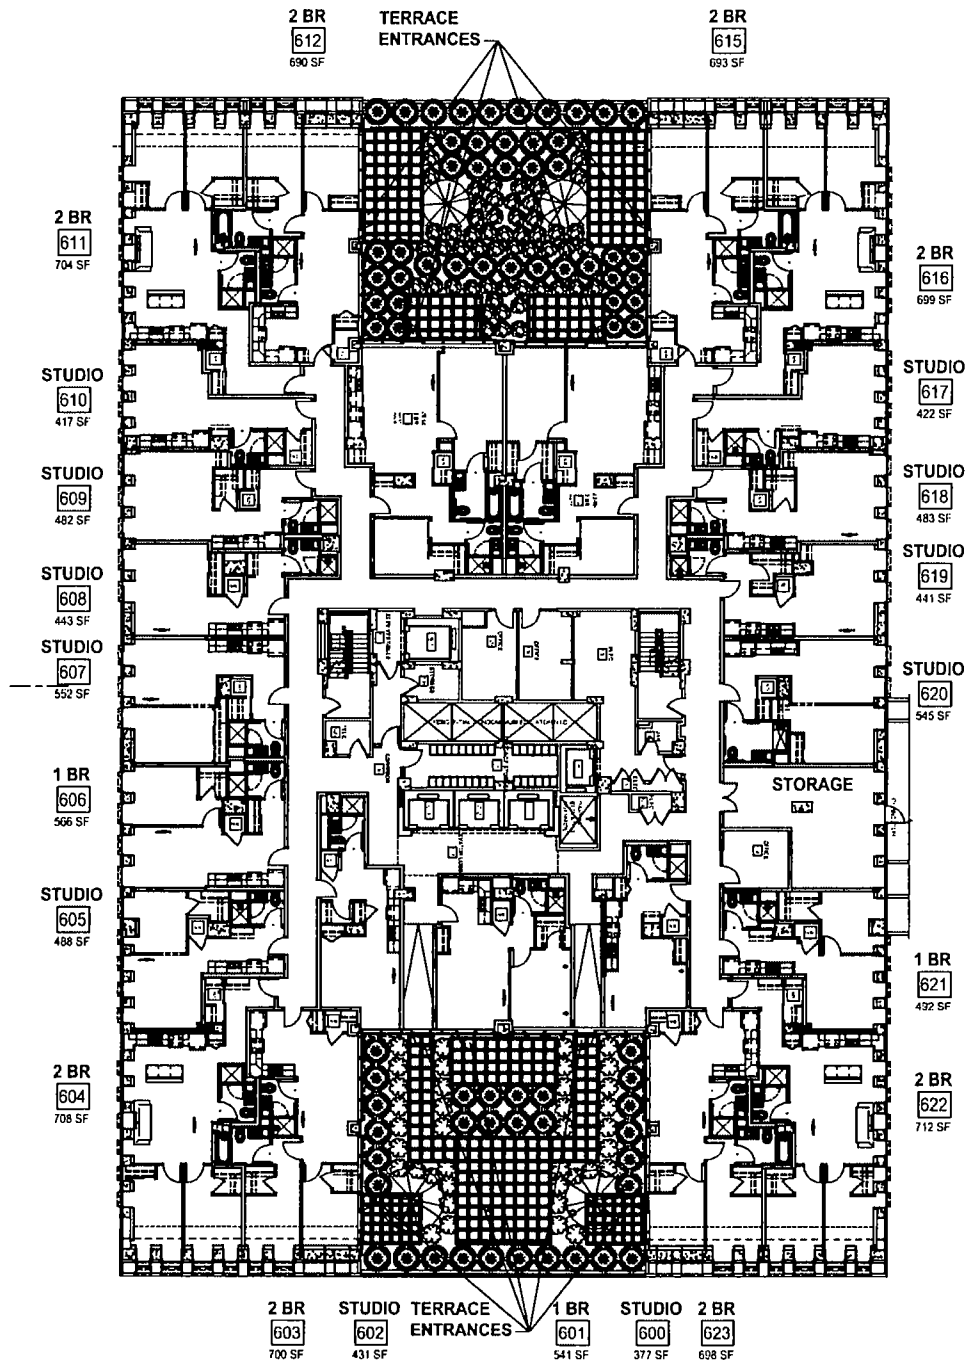 2 BR
612
690 SF
TERRACE
ENTRANCES
2 BR
615
693 SF
2 BR
611
704 SF
2 BR
616
699 SF
STUDIO
610
417 SF
STUDIO
617
422 SF
STUDIO
609
482 SF
STUDIO
618
483 SF
STUDIO
608
443 SF
STUDIO
619
441 SF
STUDIO
607
552 SF
STUDIO
620
545 SF
OFFICE
OFFICE
1 BR
606
566 SF
STORAGE
OFFICE
STUDIO
605
488 SF
1 BR
621
492 SF
2 BR
604
708 SF
2 BR
622
712 SF
2 BR
603
700 SF
STUDIO
602
431 SF
TERRACE
ENTRANCES
1 BR
601
541 SF
STUDIO
600
377 SF
2 BR
623
698 SF